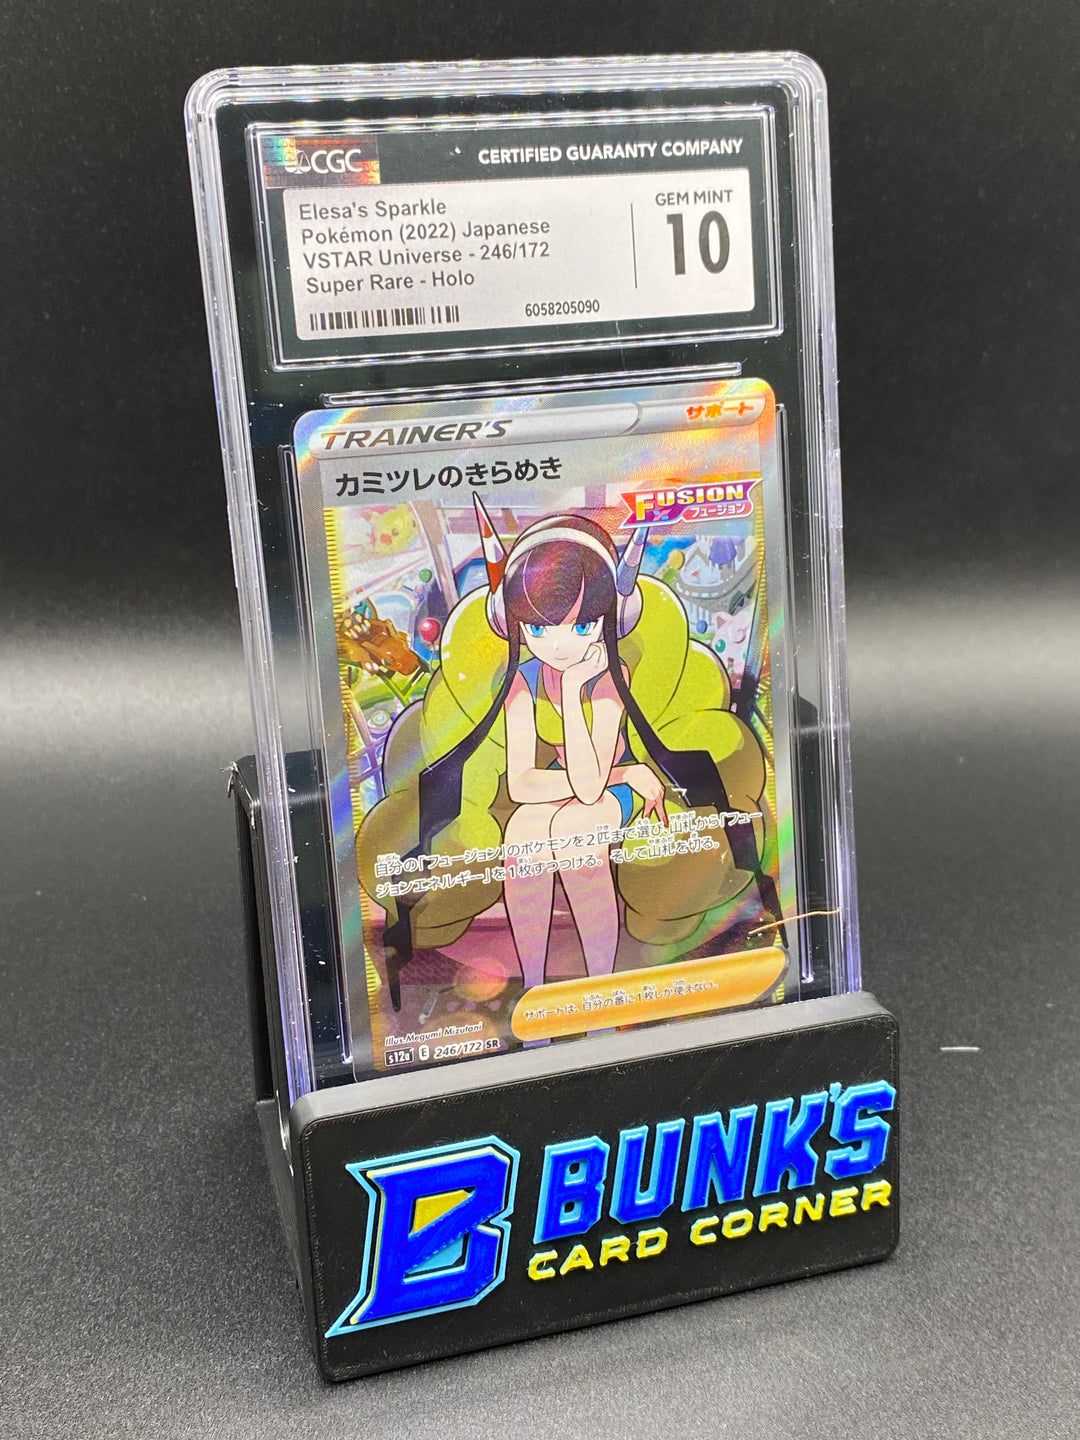 CGC
CERTIFIED GUARANTY COMPANY
Elesa's Sparkle
Pokémon (2022) Japanese
VSTAR Universe - 246/172
Super Rare - Holo
GEM MINT
10
6058205090
TRAINER'S
サポート
カミツレのきらめき
FUSION
フュージョン
自分の「フュージョン」のポケモンを2匹まで選び、山札から「フュー
ジョンエネルギー」を1枚ずつつける。そして山札を切る。
サポートは、自分の番に1枚しか使えない。
Illus. Megumi Mizutani
s12a E 246/172 SR
B BUNK'S
CARD CORNER